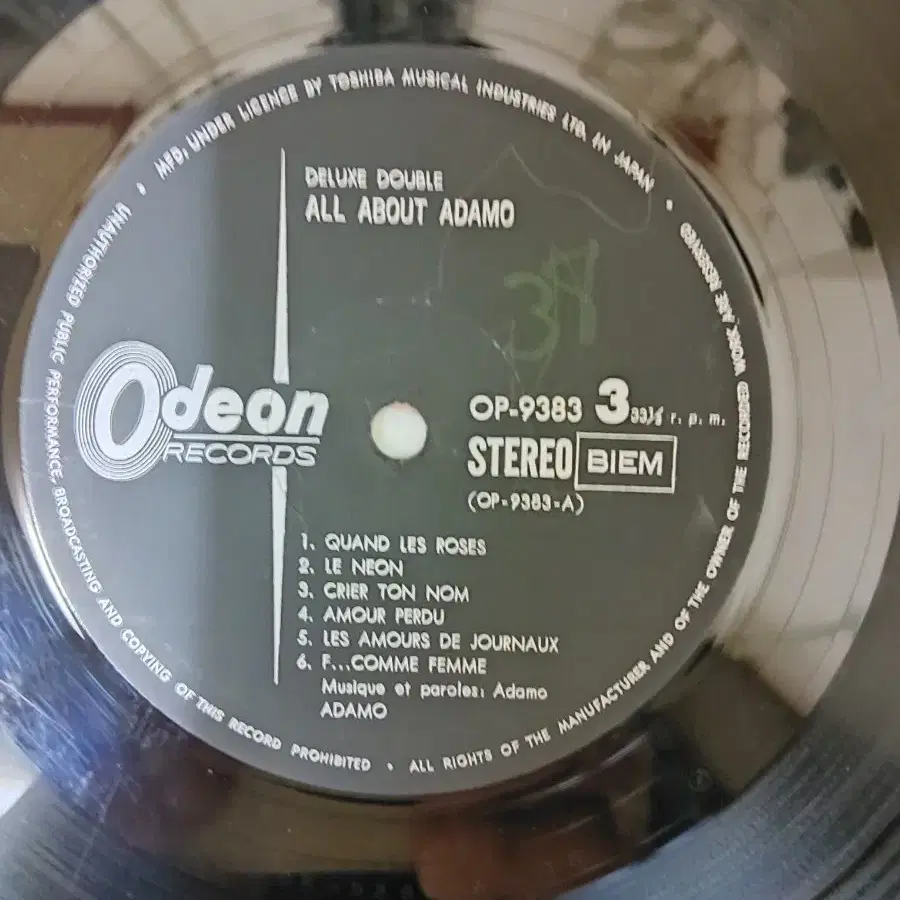 MFD, UNDER LICENCE BY TOSHIBA MUSICAL INDUSTRIES LTD. IN JAPAN
DELUXE DOUBLE
ALL ABOUT ADAMO
37
Odeon
RECORDS
OP-9383 3 33⅓ r. p. m.
STEREO BIEM
(OP-9383-A)
1. QUAND LES ROSES
2. LE NEON
3. CRIER TON NOM
4. AMOUR PERDU
5. LES AMOURS DE JOURNAUX
6. F...COMME FEMME
Musique et paroles: Adamo
ADAMO
UNAUTHORIZED PUBLIC PERFORMANCE, BROADCASTING AND COPYING OF THIS RECORD PROHIBITED • ALL RIGHTS OF THE MANUFACTURER AND OF THE OWNER OF THE RECORDED WORK ARE RESERVED